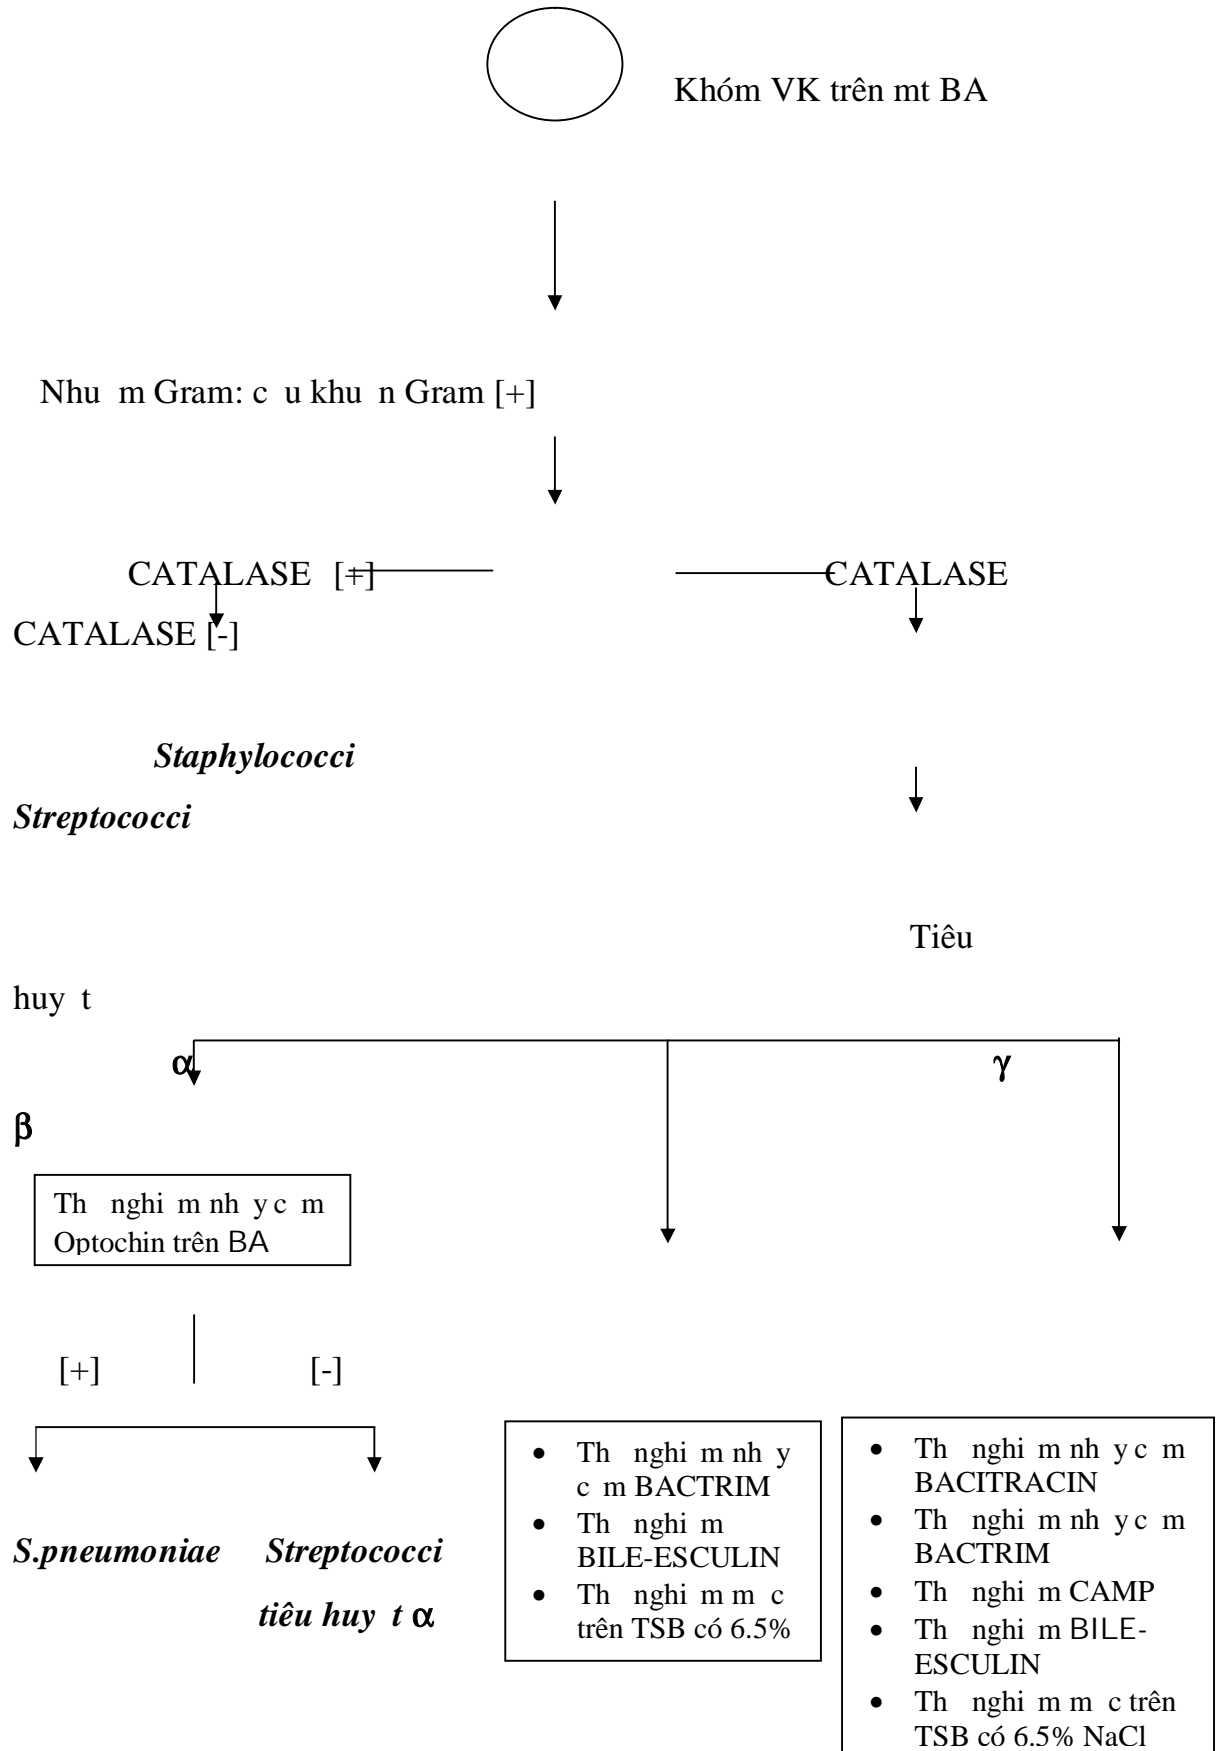 Khóm VK trên mt BA
Nhu m Gram: c u khu n Gram [+]
CATALASE [+] CATALASE
CATALASE [-]
Staphylococci
Streptococci
Tiêu
huy t
α γ
β
Th nghi m nh y c m
Optochin trên BA
[+] [-]
S.pneumoniae Streptococci
tiêu huy t α
• Th nghi m nh y
c m BACTRIM
• Th nghi m
BILE-ESCULIN
• Th nghi m m c
trên TSB có 6.5%
• Th nghi m nh y c m
BACITRACIN
• Th nghi m nh y c m
BACTRIM
• Th nghi m CAMP
• Th nghi m BILE-
ESCULIN
• Th nghi m m c trên
TSB có 6.5% NaCl